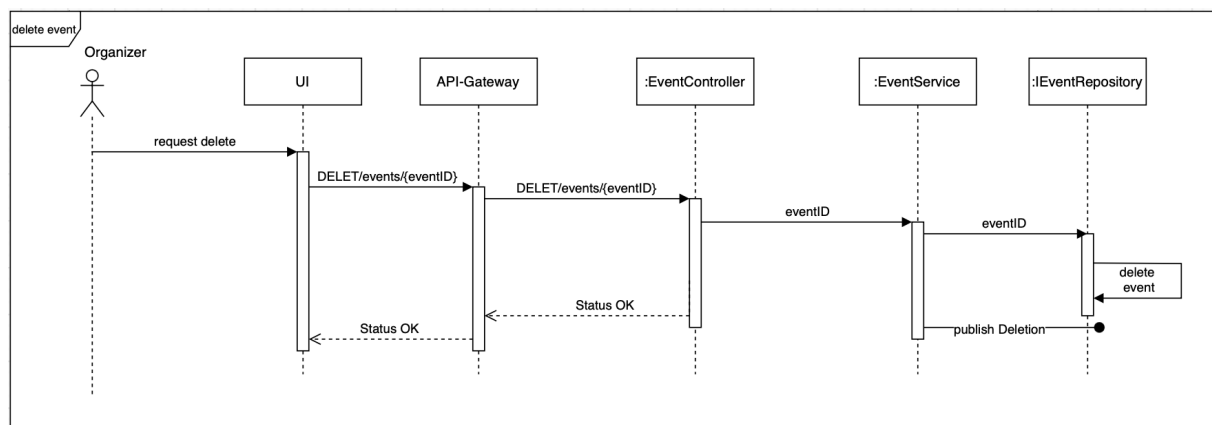 delete event
Organizer
UI
API-Gateway
:EventController
:EventService
:IEventRepository
request delete
DELET/events/{eventID}
DELET/events/{eventID}
eventID
eventID
delete
event
Status OK
Status OK
publish Deletion